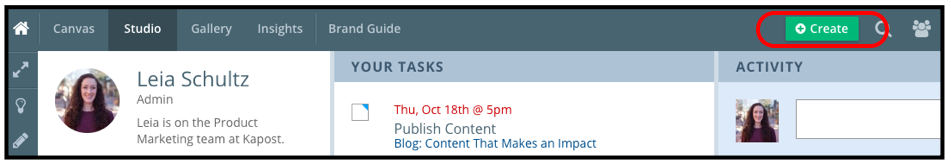 Canvas Studio Gallery Insights Brand Guide Create
Leia Schultz
Admin
Leia is on the Product
Marketing team at Kapost.
YOUR TASKS
Thu, Oct 18th @ 5pm
Publish Content
Blog: Content That Makes an Impact
ACTIVITY